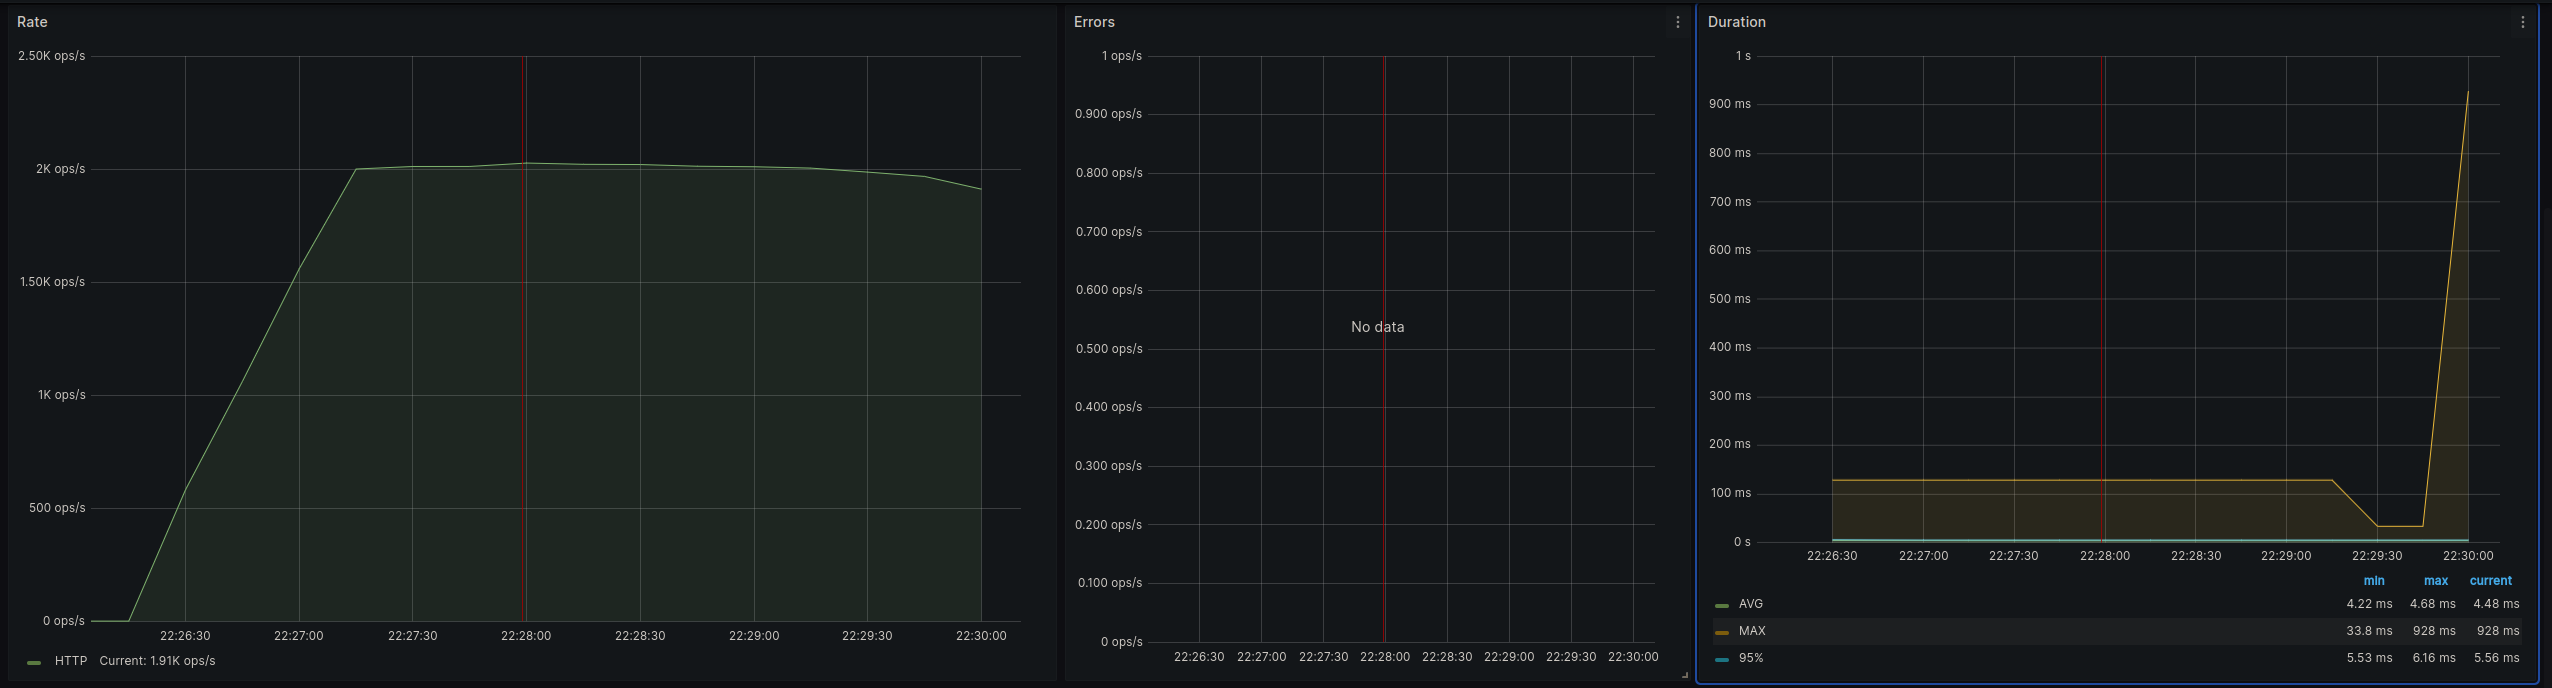 Rate
2.50K ops/s
2K ops/s
1.50K ops/s
1K ops/s
500 ops/s
0 ops/s
22:26:30 22:27:00 22:27:30 22:28:00 22:28:30 22:29:00 22:29:30 22:30:00
HTTP Current: 1.91K ops/s
Errors
1 ops/s
0.900 ops/s
0.800 ops/s
0.700 ops/s
0.600 ops/s
No data
0.500 ops/s
0.400 ops/s
0.300 ops/s
0.200 ops/s
0.100 ops/s
0 ops/s
22:26:30 22:27:00 22:27:30 22:28:00 22:28:30 22:29:00 22:29:30 22:30:00
Duration
1 s
900 ms
800 ms
700 ms
600 ms
500 ms
400 ms
300 ms
200 ms
100 ms
0 s
22:26:30 22:27:00 22:27:30 22:28:00 22:28:30 22:29:00 22:29:30 22:30:00
min max current
AVG 4.22 ms 4.68 ms 4.48 ms
MAX 33.8 ms 928 ms 928 ms
95% 5.53 ms 6.16 ms 5.56 ms